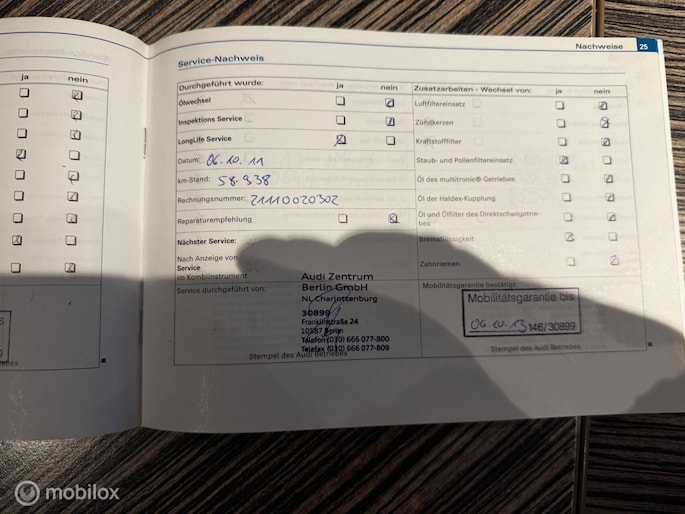 Nachweise 25
Service-Nachweis
Durchgeführt wurde: ja nein
Ölwechsel
Inspektions Service
LongLife Service
Datum: 06.10.11
km-Stand: 58.938
Rechnungsnummer: 21110020302
Reparaturempfehlung
Nächster Service:
Nach Anzeige von
Service
im Kombiinstrument
Service durchgeführt von:
Audi Zentrum
Berlin GmbH
NL Charlottenburg
30899
Franklinstraße 24
10587 Berlin
Telefon (030) 666 077-800
Telefax (030) 666 077-809
Stempel des Audi Betriebes
Zusatzarbeiten - Wechsel von: ja nein
Luftfiltereinsatz
Zündkerzen
Kraftstofffilter
Staub- und Pollenfiltereinsatz
Öl des multitronic®-Getriebes
Öl der Haldex-Kupplung
Öl und Ölfilter des Direktschaltgetrie-
bes
Bremsflüssigkeit
Zahnriemen
Mobilitätsgarantie bestätigt:
Mobilitätsgarantie bis
06.10.13 146/30899
Stempel des Audi Betriebes
ja nein
mobilox